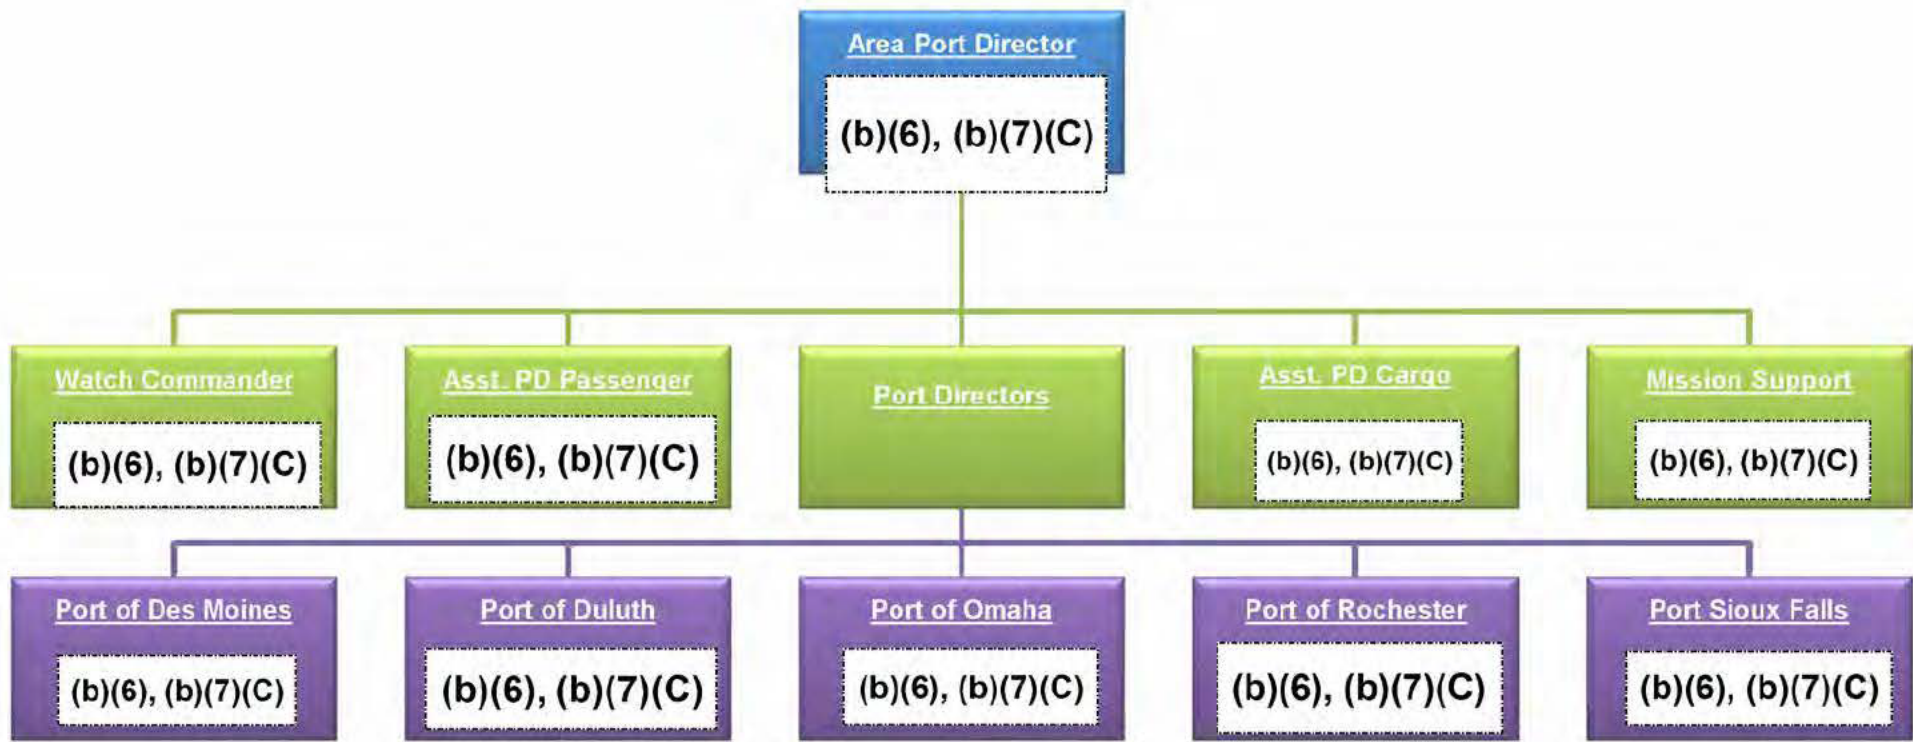 Area Port Director
(b)(6), (b)(7)(C)
Watch Commander
(b)(6), (b)(7)(C)
Asst. PD Passenger
(b)(6), (b)(7)(C)
Port Directors
Asst. PD Cargo
(b)(6), (b)(7)(C)
Mission Support
(b)(6), (b)(7)(C)
Port of Des Moines
(b)(6), (b)(7)(C)
Port of Duluth
(b)(6), (b)(7)(C)
Port of Omaha
(b)(6), (b)(7)(C)
Port of Rochester
(b)(6), (b)(7)(C)
Port Sioux Falls
(b)(6), (b)(7)(C)